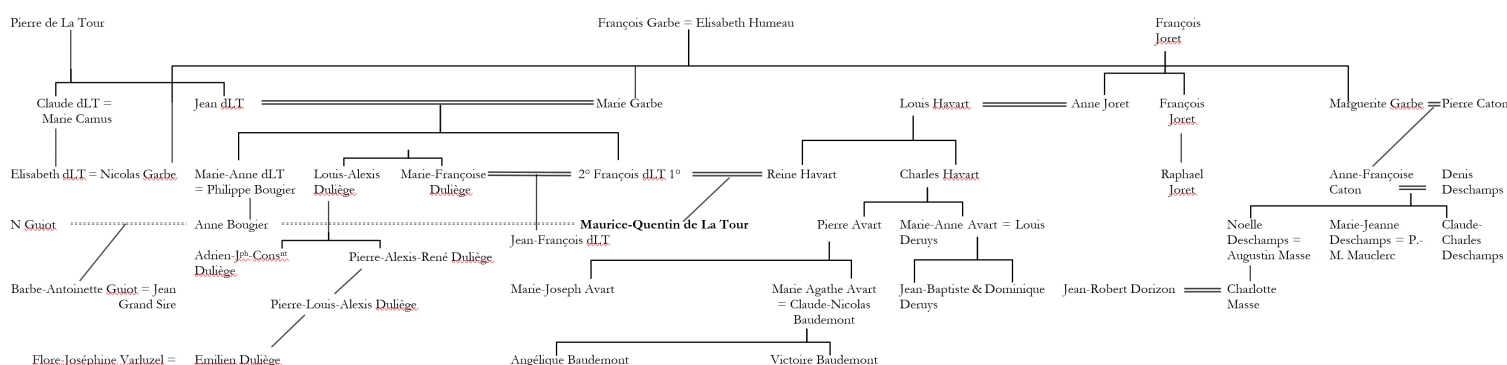 Pierre de La Tour
François Garbe = Elisabeth Humeau
François
Joret
Claude dLT =
Marie Camus
Jean dLT
Marie Garbe
Louis Havart
Anne Joret
François
Joret
Marguerite Garbe
Pierre Caton
Elisabeth dLT = Nicolas Garbe
Marie-Anne dLT
= Philippe Bougier
Louis-Alexis
Duliège
Marie-Françoise
Duliège
2° François dLT 1°
Reine Havart
Charles Havart
Raphael
Joret
Anne-Françoise
Caton
Denis
Deschamps
N Guiot
Anne Bougier
Maurice-Quentin de La Tour
Jean-François dLT
Pierre Avart
Marie-Anne Avart = Louis
Deruys
Noelle
Deschamps =
Augustin Masse
Marie-Jeanne
Deschamps = P.-
M. Mauclerc
Claude-
Charles
Deschamps
Adrien-Jph-Consnt
Duliège
Pierre-Alexis-René Duliège
Barbe-Antoinette Guiot = Jean
Grand Sire
Pierre-Louis-Alexis Duliège
Marie-Joseph Avart
Marie Agathe Avart
= Claude-Nicolas
Baudemont
Jean-Baptiste & Dominique
Deruys
Jean-Robert Dorizon
Charlotte
Masse
Flore-Joséphine Varluzel =
Emilien Duliège
Angélique Baudemont
Victoire Baudemont